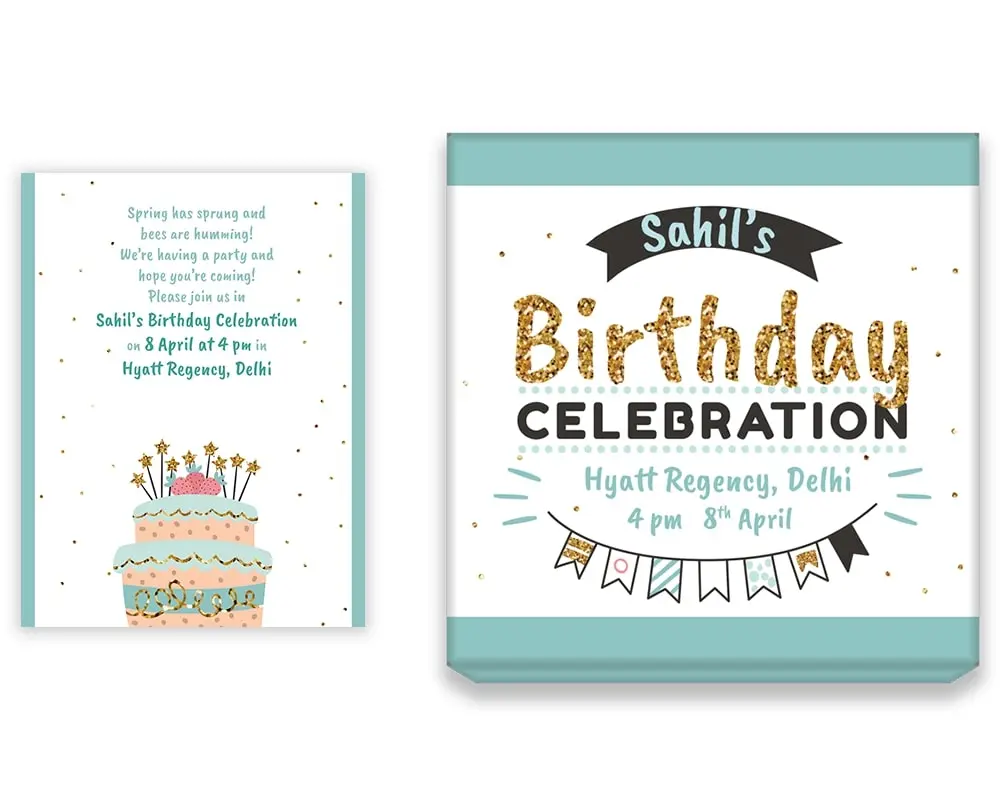 Spring has sprung and
bees are humming!
We're having a party and
hope you're coming!
Please join us in
Sahil's Birthday Celebration
on 8 April at 4 pm in
Hyatt Regency, Delhi
Sahil's
Birthday
CELEBRATION
Hyatt Regency, Delhi
4 pm 8th April